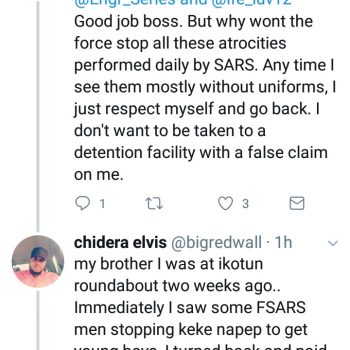 Good job boss. But why wont the
force stop all these atrocities
performed daily by SARS. Any time I
see them mostly without uniforms, I
just respect myself and go back. I
don't want to be taken to a
detention facility with a false claim
on me.
1 3
chidera elvis @bigredwall · 1h
my brother I was at ikotun
roundabout two weeks ago..
Immediately I saw some FSARS
men stopping keke napep to get